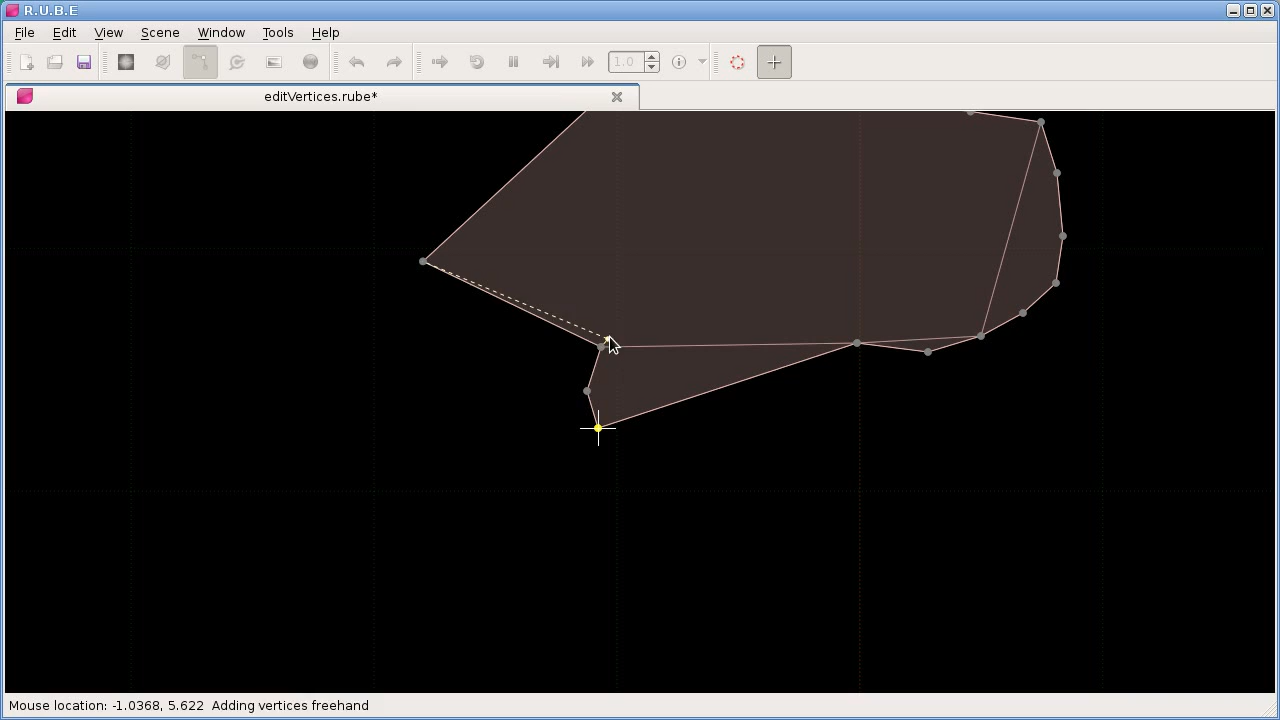 R.U.B.E
File Edit View Scene Window Tools Help
1.0
editVertices.rube*
Mouse location: -1.0368, 5.622 Adding vertices freehand